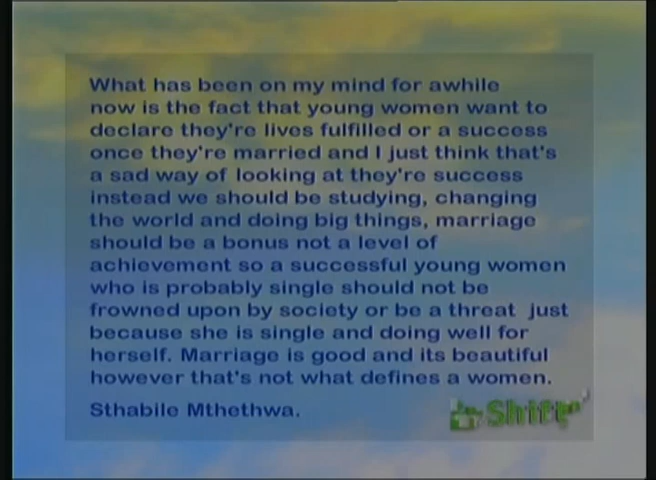 What has been on my mind for awhile
now is the fact that young women want to
declare they're lives fulfilled or a success
once they're married and I just think that's
a sad way of looking at they're success
instead we should be studying, changing
the world and doing big things, marriage
should be a bonus not a level of
achievement so a successful young women
who is probably single should not be
frowned upon by society or be a threat just
because she is single and doing well for
herself. Marriage is good and its beautiful
however that's not what defines a women.
Sthabile Mthethwa.
Shift